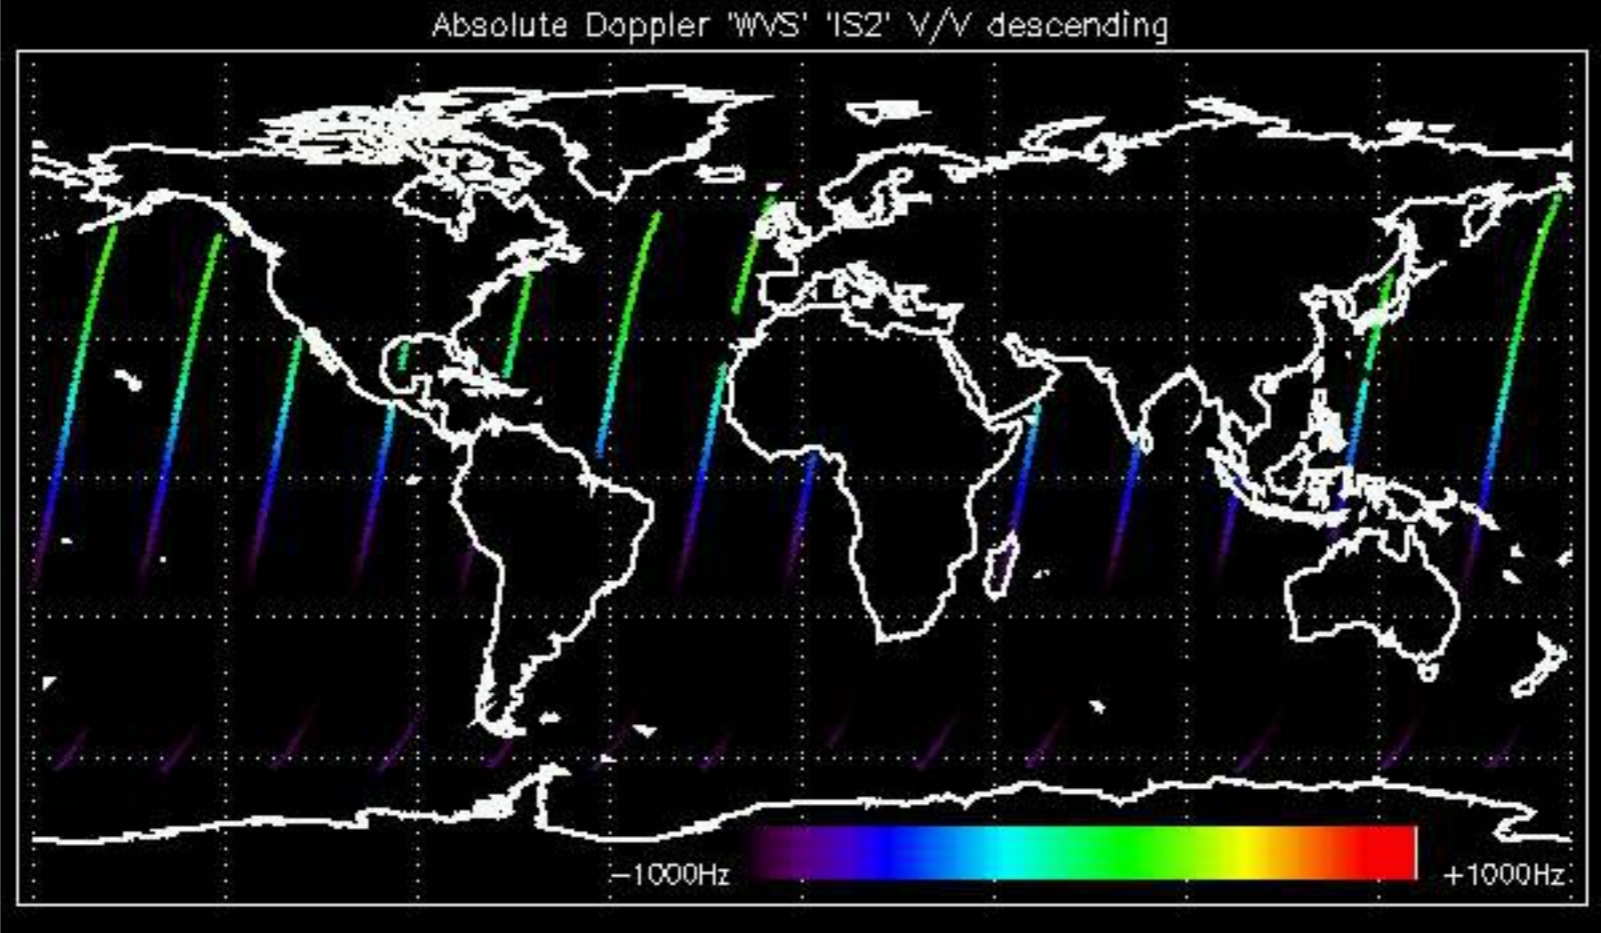 Absolute Doppler 'WVS' 'IS2' V/V descending
−1000Hz +1000Hz